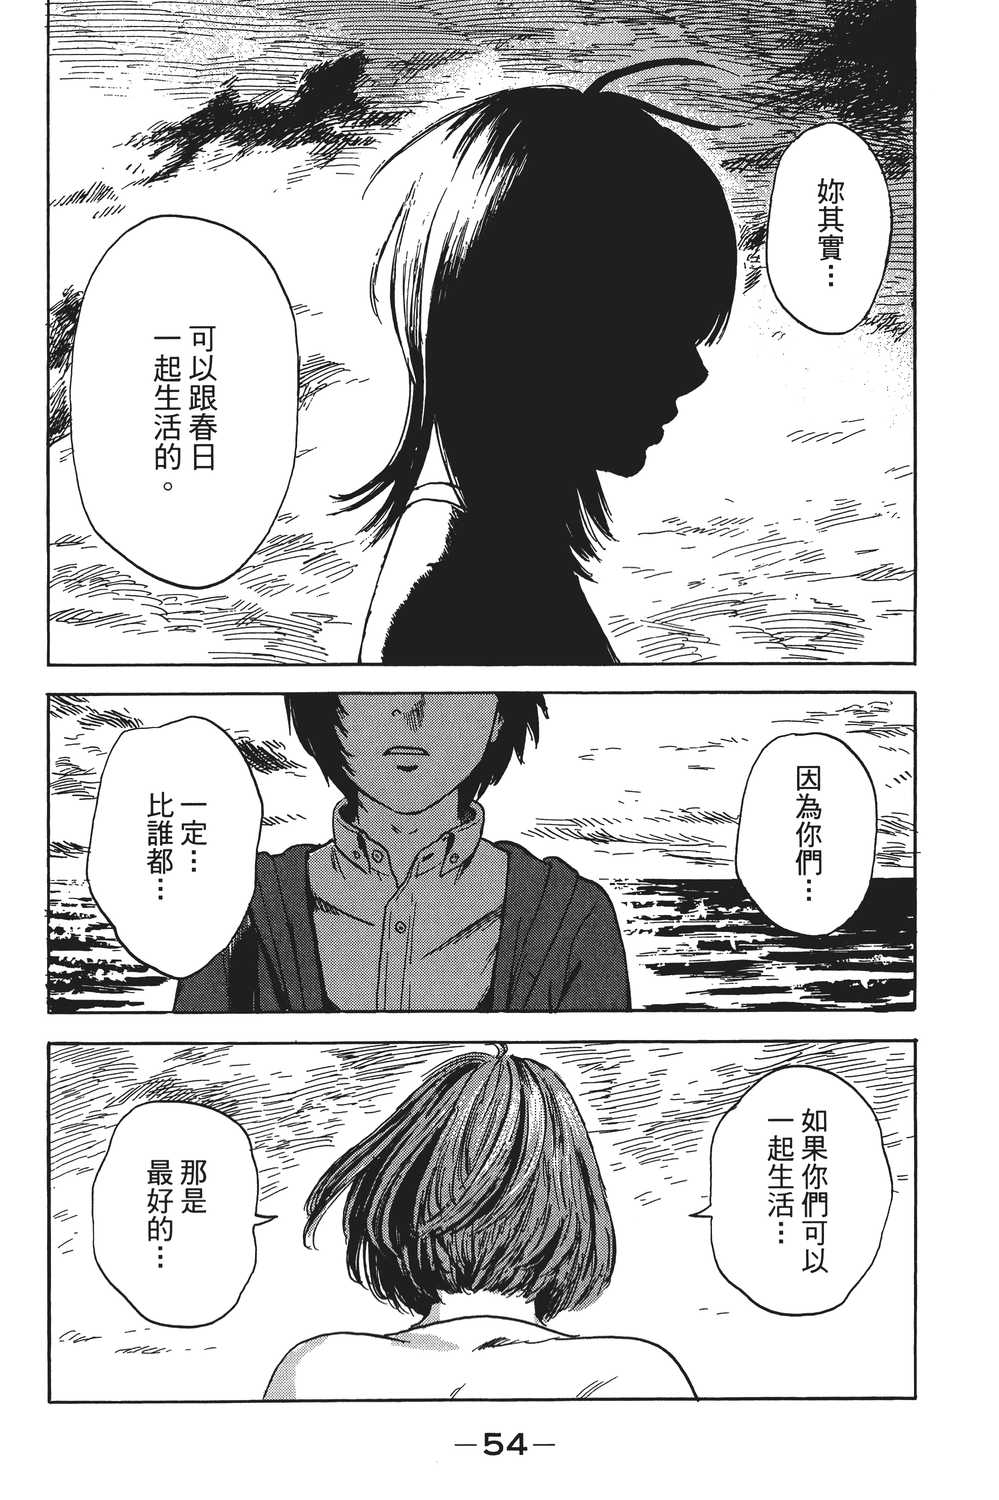 妳其實…
可以跟春日
一起生活的。
因為你們…
一定…
比誰都…
如果你們可以
一起生活…
那是
最好的…
—54—